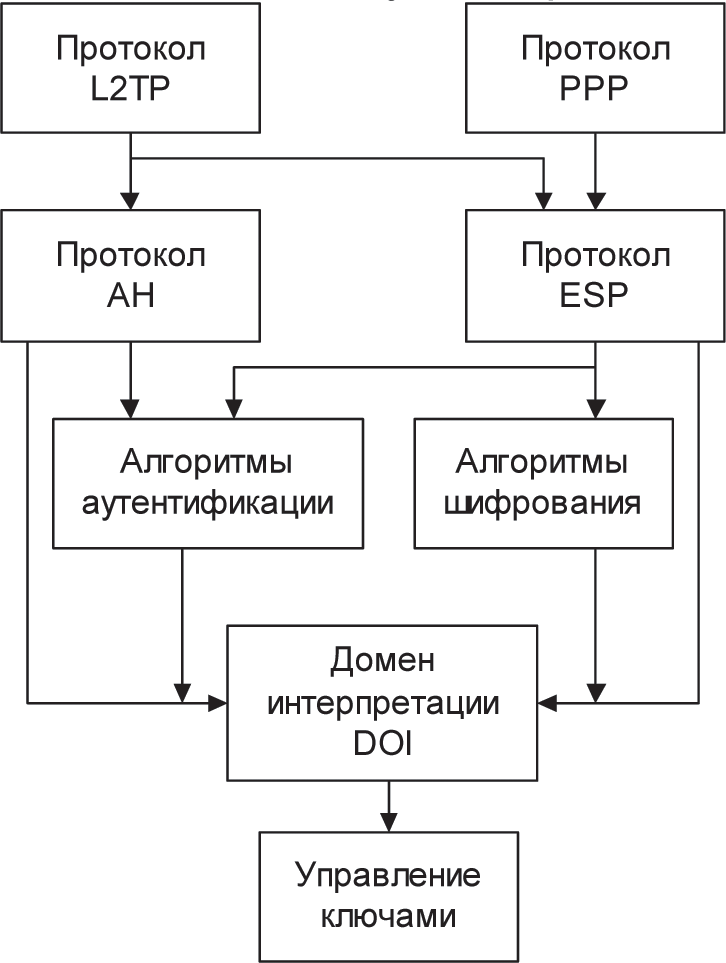 Протокол
L2TP
Протокол
PPP
Протокол
AH
Протокол
ESP
Алгоритмы
аутентификации
Алгоритмы
шифрования
Домен
интерпретации
DOI
Управление
ключами